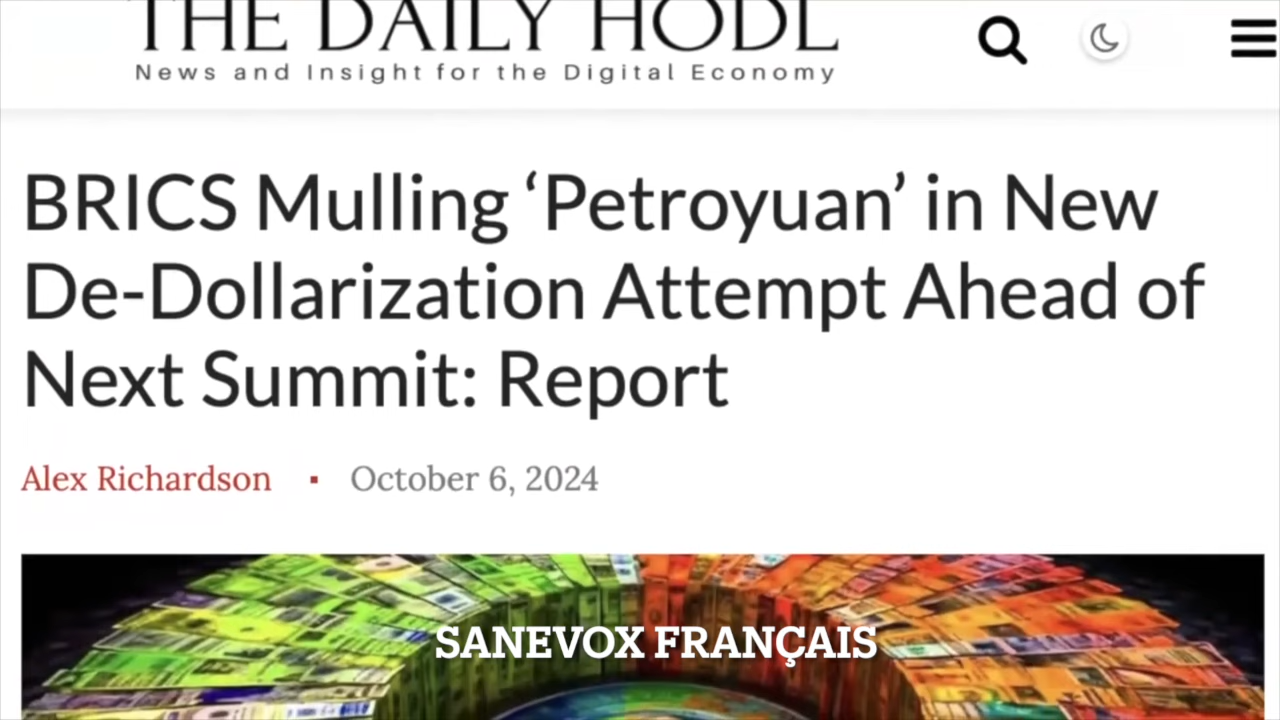 THE DAILY HODL
News and Insight for the Digital Economy
BRICS Mulling ‘Petroyuan’ in New
De-Dollarization Attempt Ahead of
Next Summit: Report
Alex Richardson ▪ October 6, 2024
SANEVOX FRANÇAIS